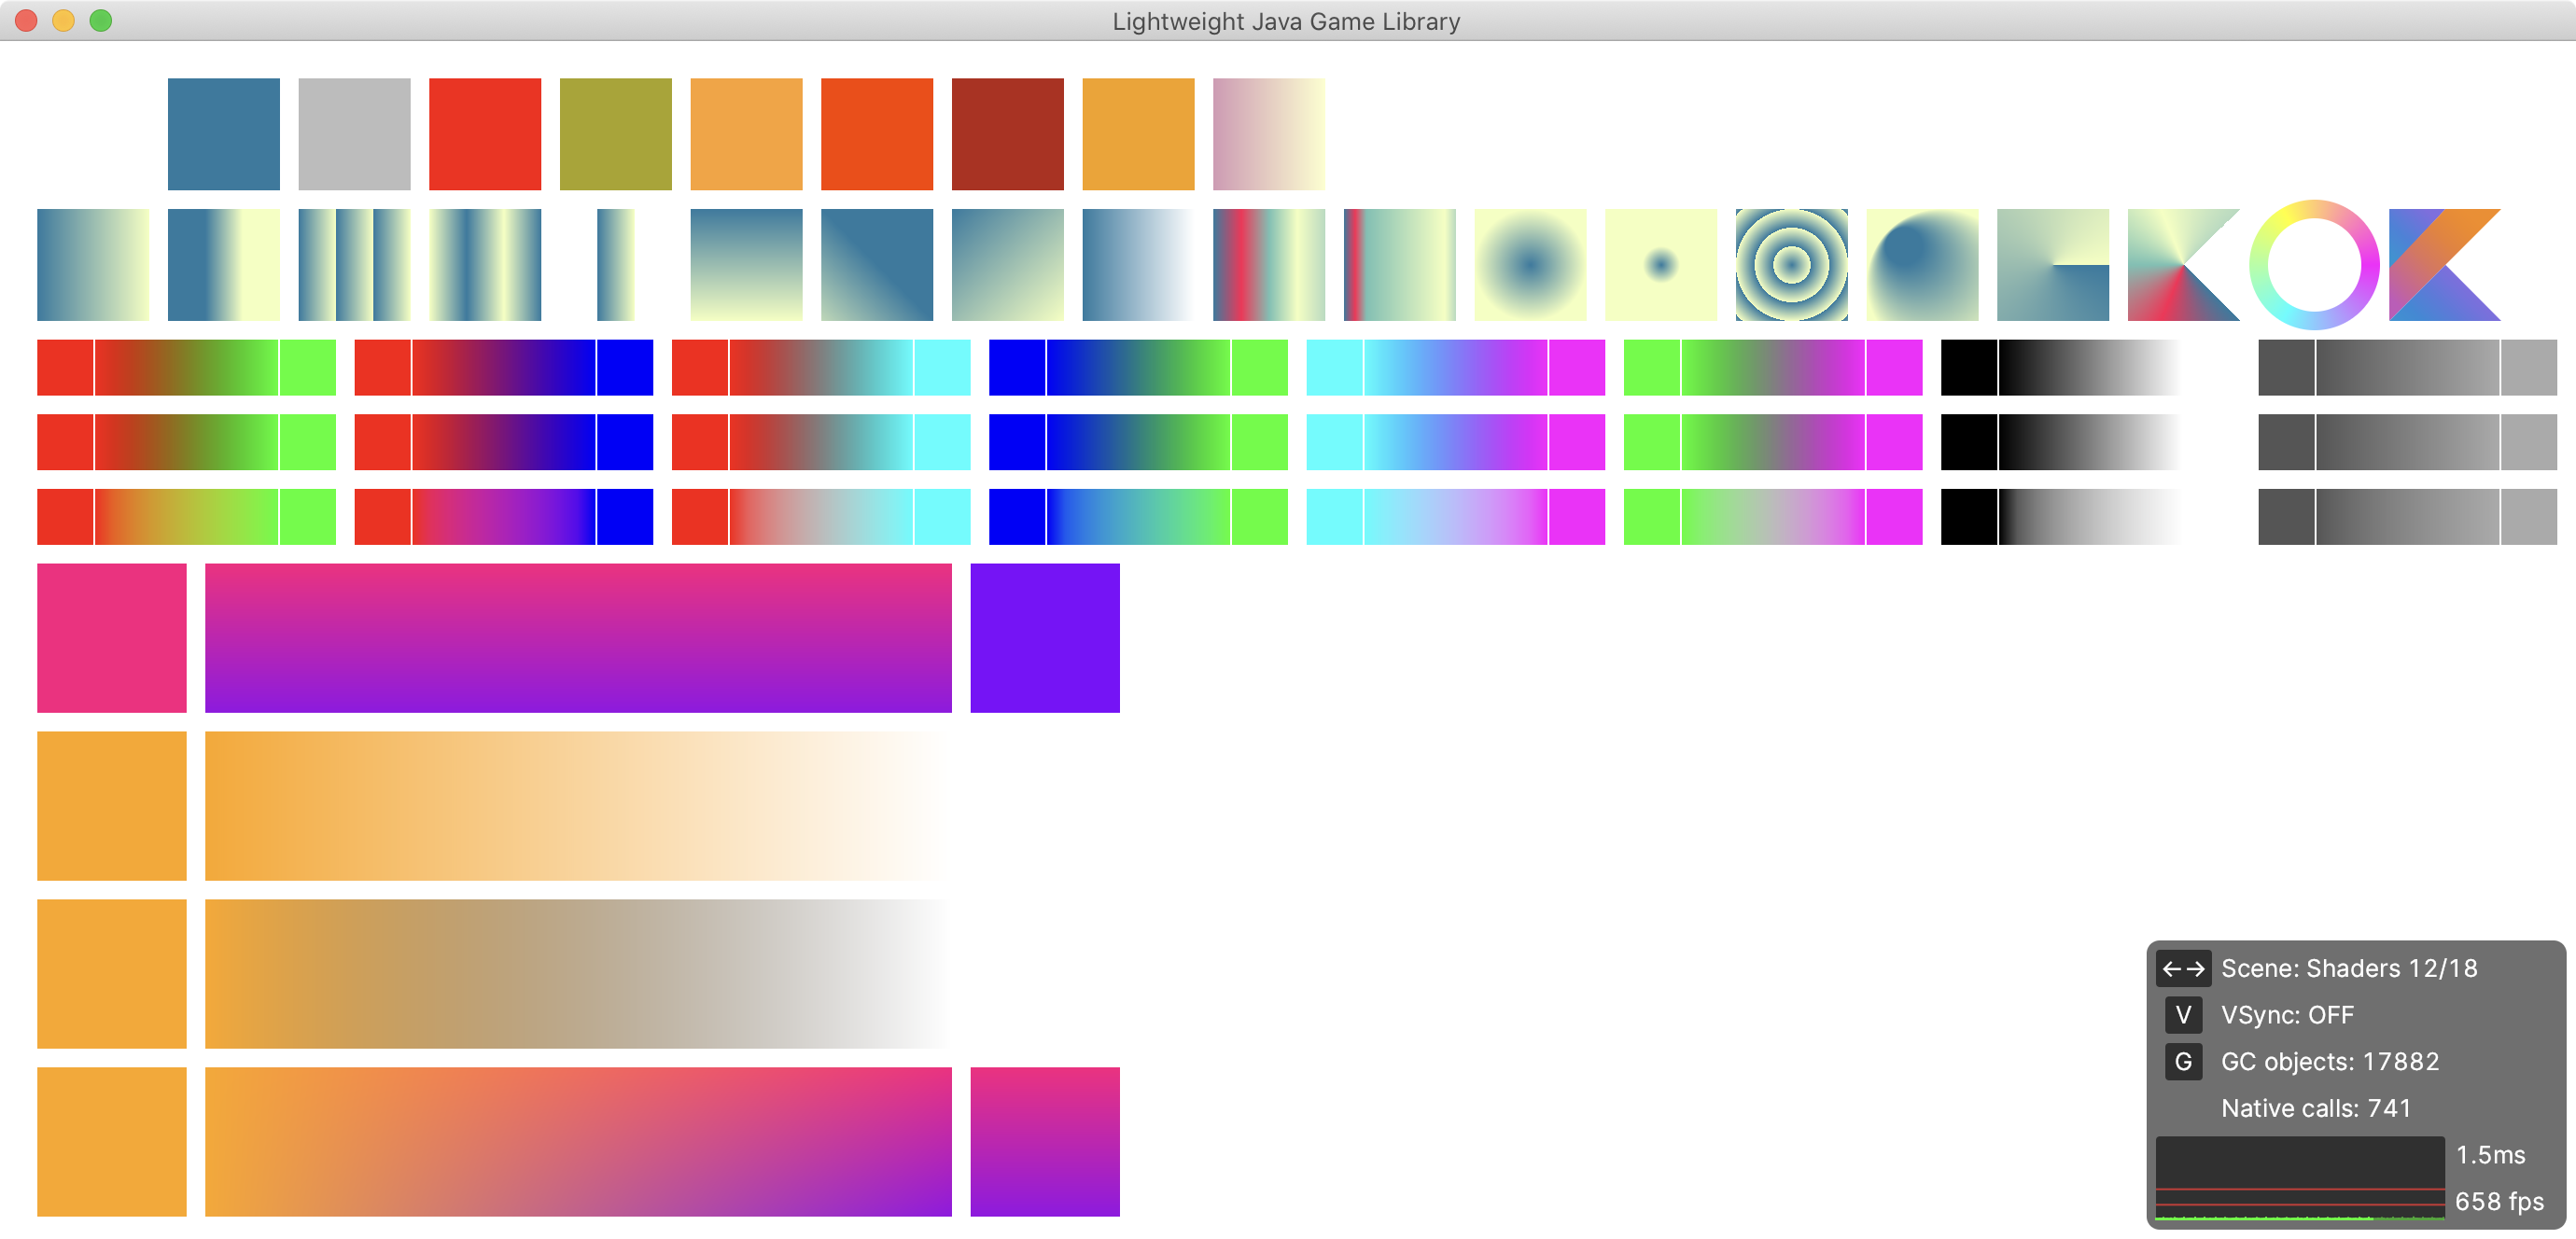 Lightweight Java Game Library
←→ Scene: Shaders 12/18
V VSync: OFF
G GC objects: 17882
Native calls: 741
1.5ms
658 fps